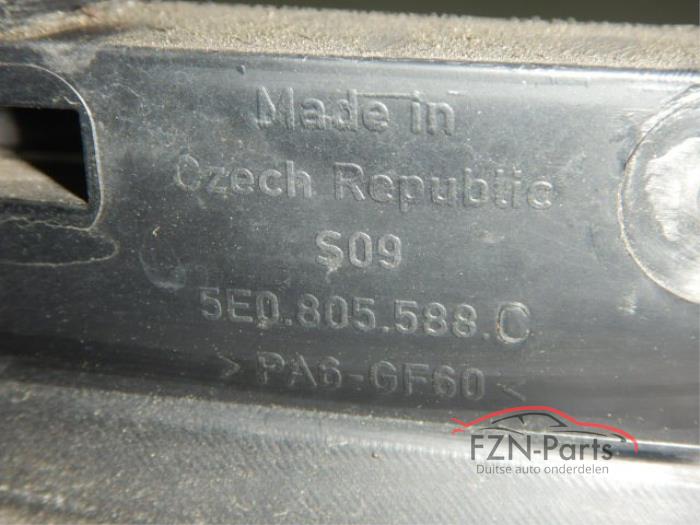 Made in
Czech Republic
S09
5E0.805.588.C
> PA6-GF60 <
FZN-Parts
Duitse auto onderdelen